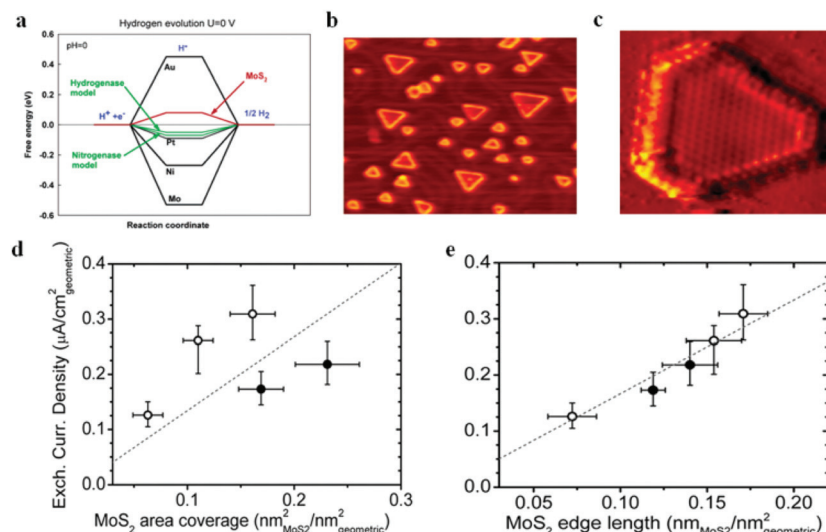 a
Hydrogen evolution U=0 V
pH=0
H*
Au
MoS2
Hydrogenase
model
H+ +e-
1/2 H2
Pt
Nitrogenase
model
Ni
Mo
0.6
0.4
0.2
0.0
-0.2
-0.4
-0.6
Free energy (eV)
Reaction coordinate
b
c
d
0.4
0.3
0.2
0.1
0.0
Exch. Curr. Density (μA/cm²geometric)
0.1
0.2
0.3
MoS2 area coverage (nm²MoS2/nm²geometric)
e
0.4
0.3
0.2
0.1
0.0
0.05
0.10
0.15
0.20
MoS2 edge length (nmMoS2/nm²geometric)